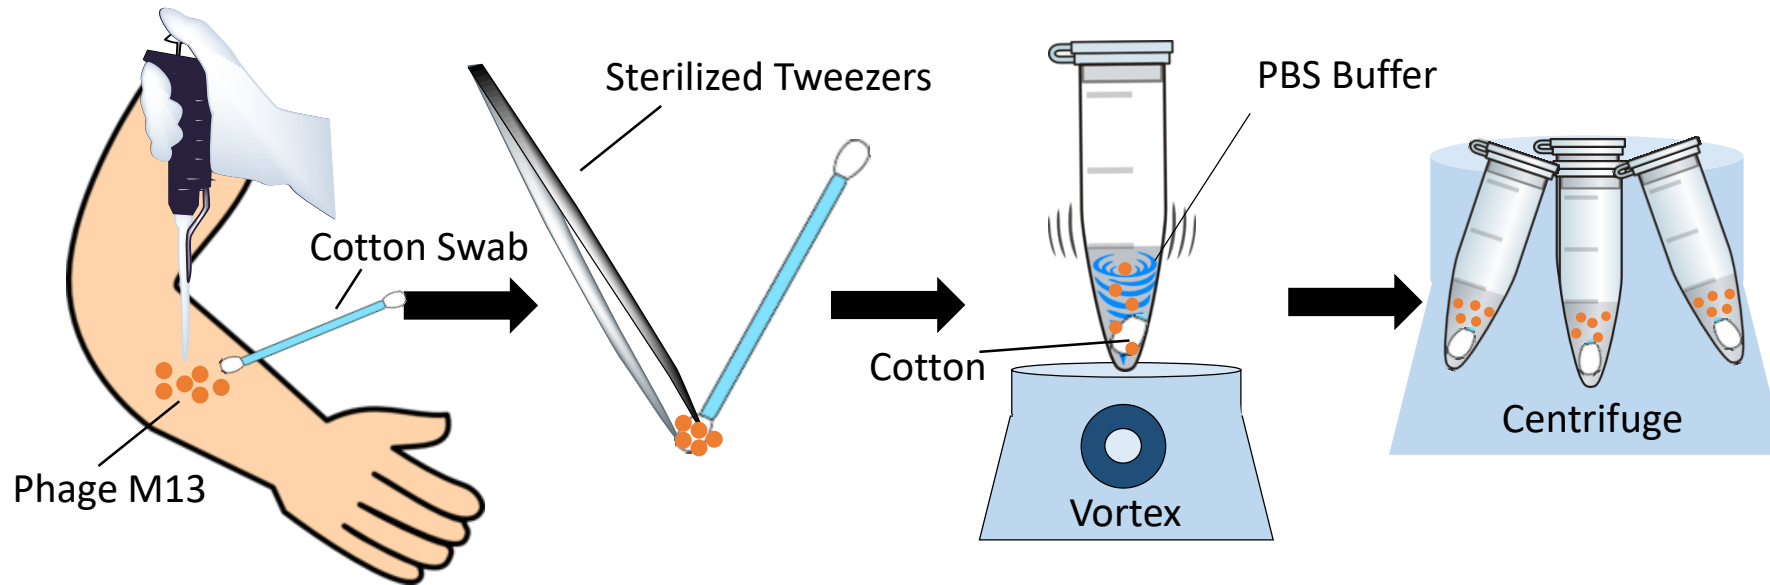 Sterilized Tweezers
PBS Buffer
Cotton Swab
Cotton
Centrifuge
Phage M13
Vortex